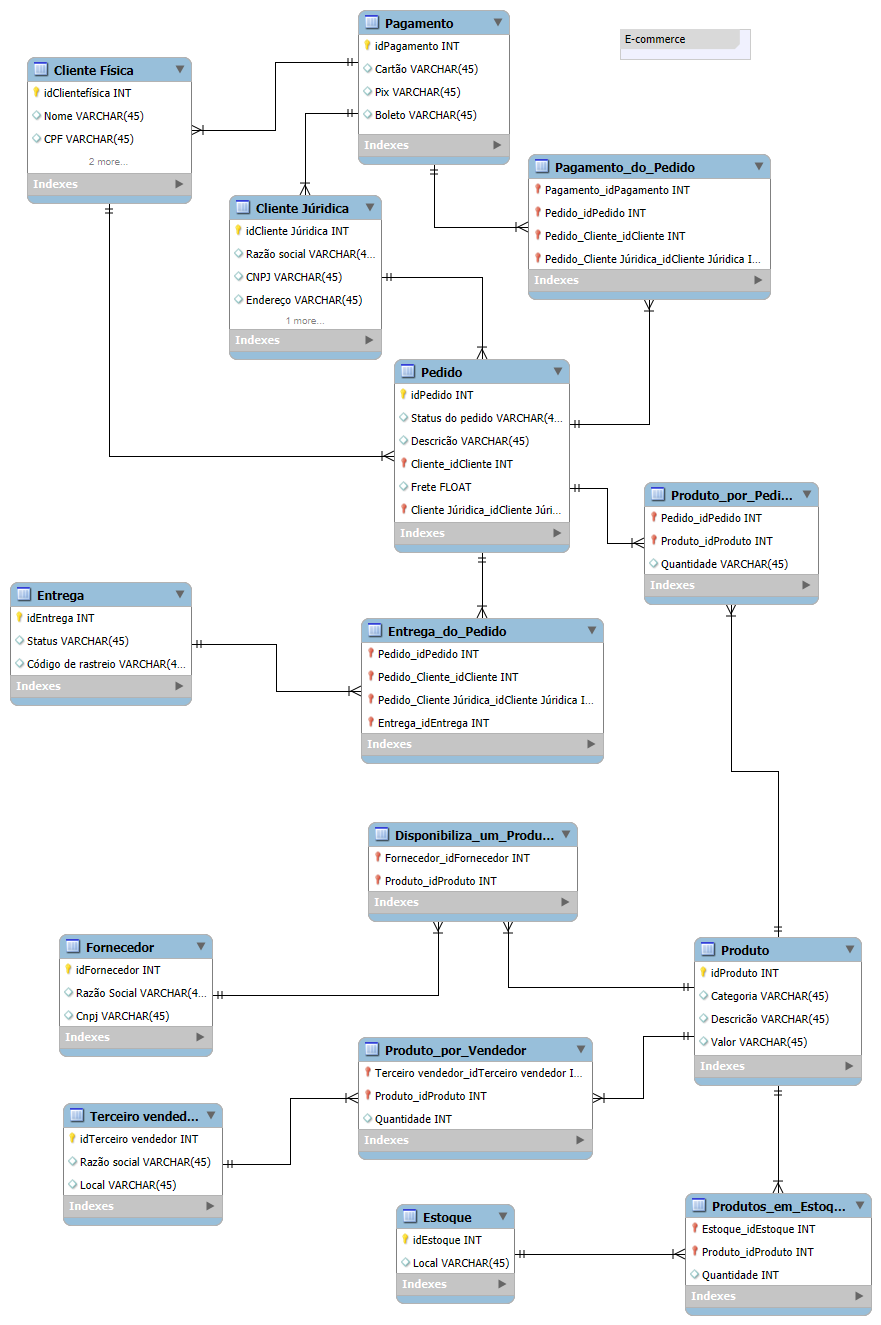 Pagamento
idPagamento INT
Cartão VARCHAR(45)
Pix VARCHAR(45)
Boleto VARCHAR(45)
Indexes
E-commerce
Cliente Física
idClientefísica INT
Nome VARCHAR(45)
CPF VARCHAR(45)
2 more...
Indexes
Pagamento_do_Pedido
Pagamento_idPagamento INT
Pedido_idPedido INT
Pedido_Cliente_idCliente INT
Pedido_Cliente Júridica_idCliente Júridica I...
Indexes
Cliente Júridica
idCliente Júridica INT
Razão social VARCHAR(4...
CNPJ VARCHAR(45)
Endereço VARCHAR(45)
1 more...
Indexes
Pedido
idPedido INT
Status do pedido VARCHAR(4...
Descricão VARCHAR(45)
Cliente_idCliente INT
Frete FLOAT
Cliente Júridica_idCliente Júri...
Indexes
Produto_por_Pedi...
Pedido_idPedido INT
Produto_idProduto INT
Quantidade VARCHAR(45)
Indexes
Entrega
idEntrega INT
Status VARCHAR(45)
Código de rastreio VARCHAR(4...
Indexes
Entrega_do_Pedido
Pedido_idPedido INT
Pedido_Cliente_idCliente INT
Pedido_Cliente Júridica_idCliente Júridica I...
Entrega_idEntrega INT
Indexes
Disponibiliza_um_Produ...
Fornecedor_idFornecedor INT
Produto_idProduto INT
Indexes
Fornecedor
idFornecedor INT
Razão Social VARCHAR(4...
Cnpj VARCHAR(45)
Indexes
Produto
idProduto INT
Categoria VARCHAR(45)
Descricão VARCHAR(45)
Valor VARCHAR(45)
Indexes
Produto_por_Vendedor
Terceiro vendedor_idTerceiro vendedor I...
Produto_idProduto INT
Quantidade INT
Indexes
Terceiro vended...
idTerceiro vendedor INT
Razão social VARCHAR(45)
Local VARCHAR(45)
Indexes
Estoque
idEstoque INT
Local VARCHAR(45)
Indexes
Produtos_em_Estoq...
Estoque_idEstoque INT
Produto_idProduto INT
Quantidade INT
Indexes